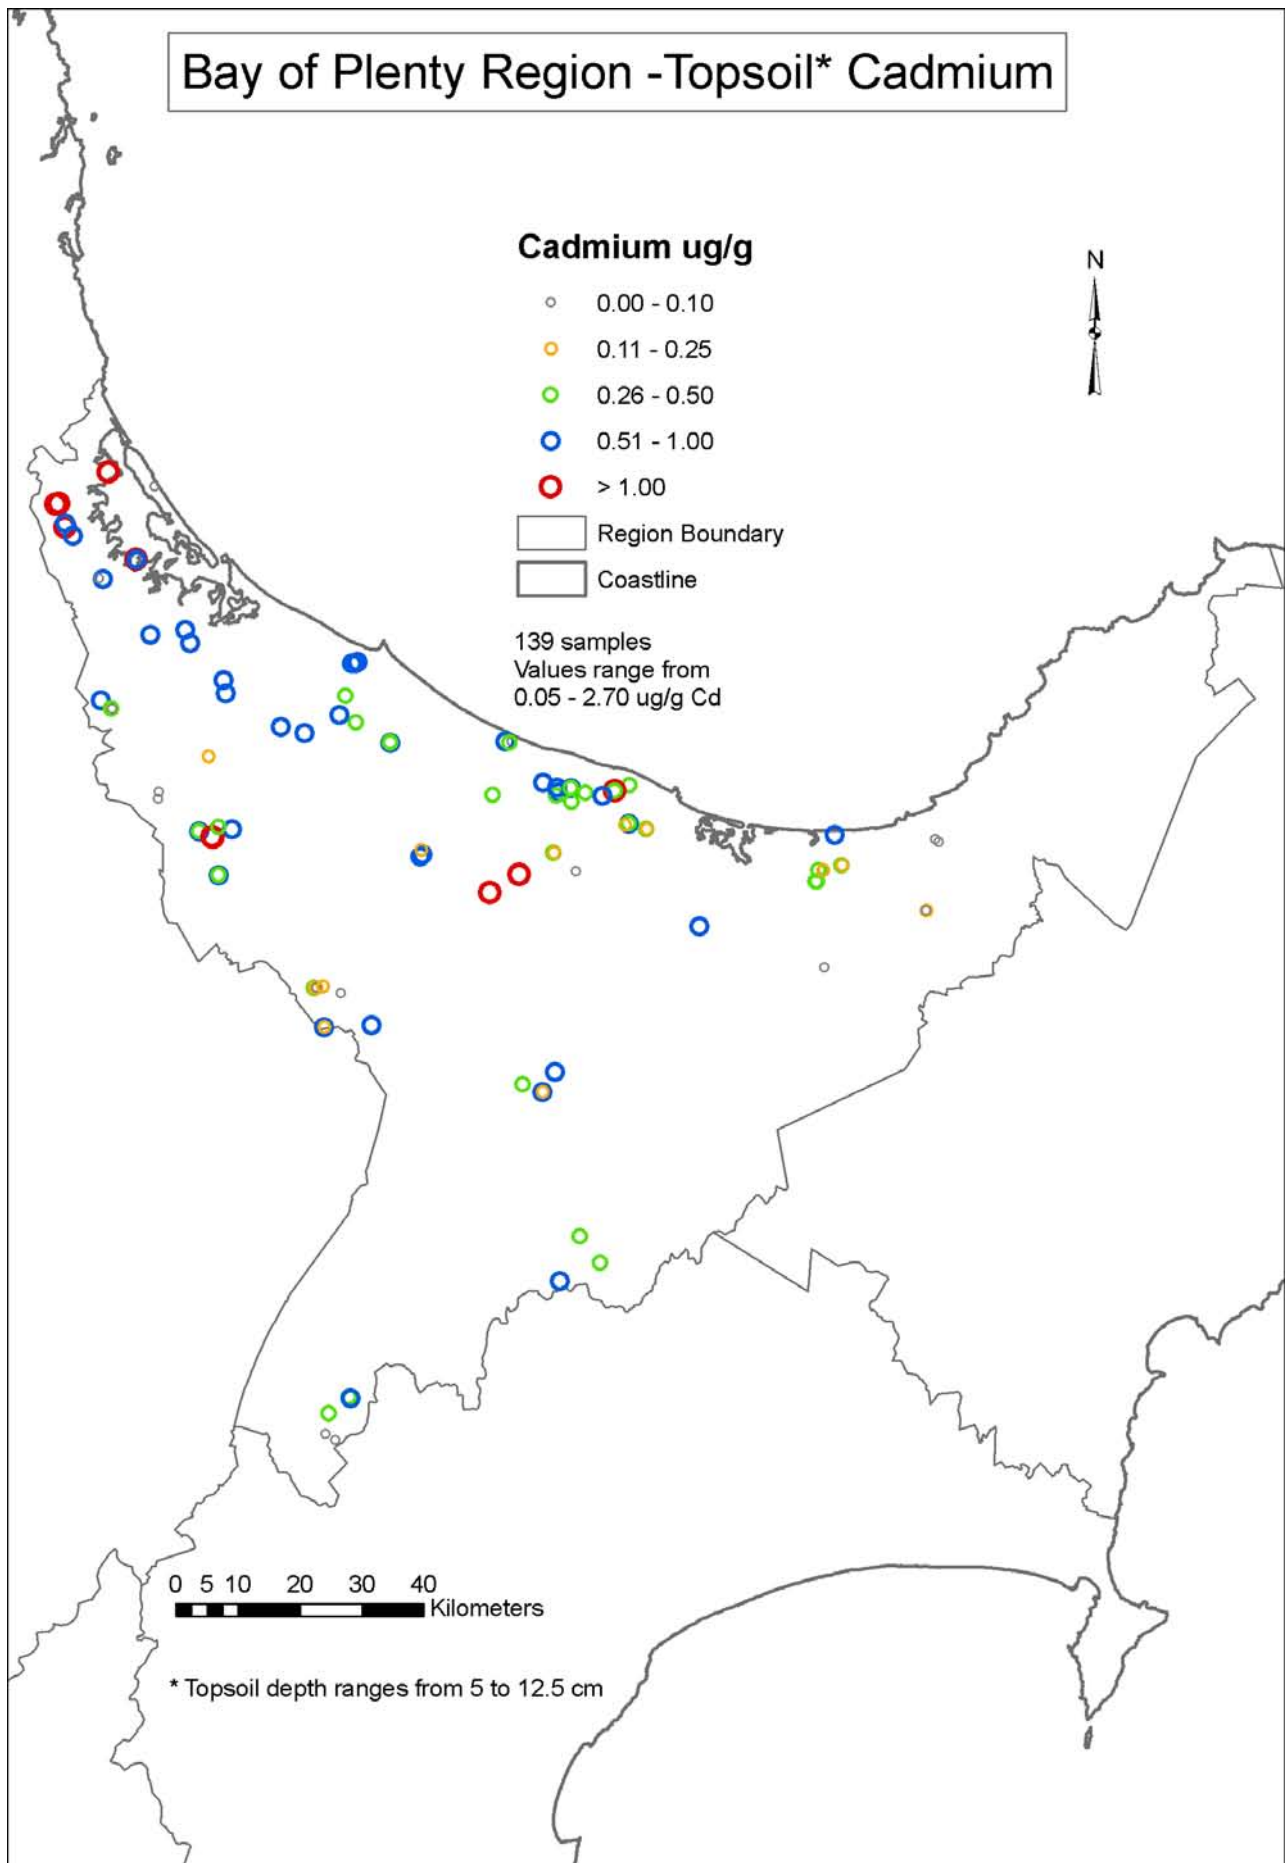 Bay of Plenty Region -Topsoil* Cadmium
Cadmium ug/g
N
0.00 - 0.10
0.11 - 0.25
0.26 - 0.50
0.51 - 1.00
> 1.00
Region Boundary
Coastline
139 samples
Values range from
0.05 - 2.70 ug/g Cd
0 5 10 20 30 40
Kilometers
* Topsoil depth ranges from 5 to 12.5 cm